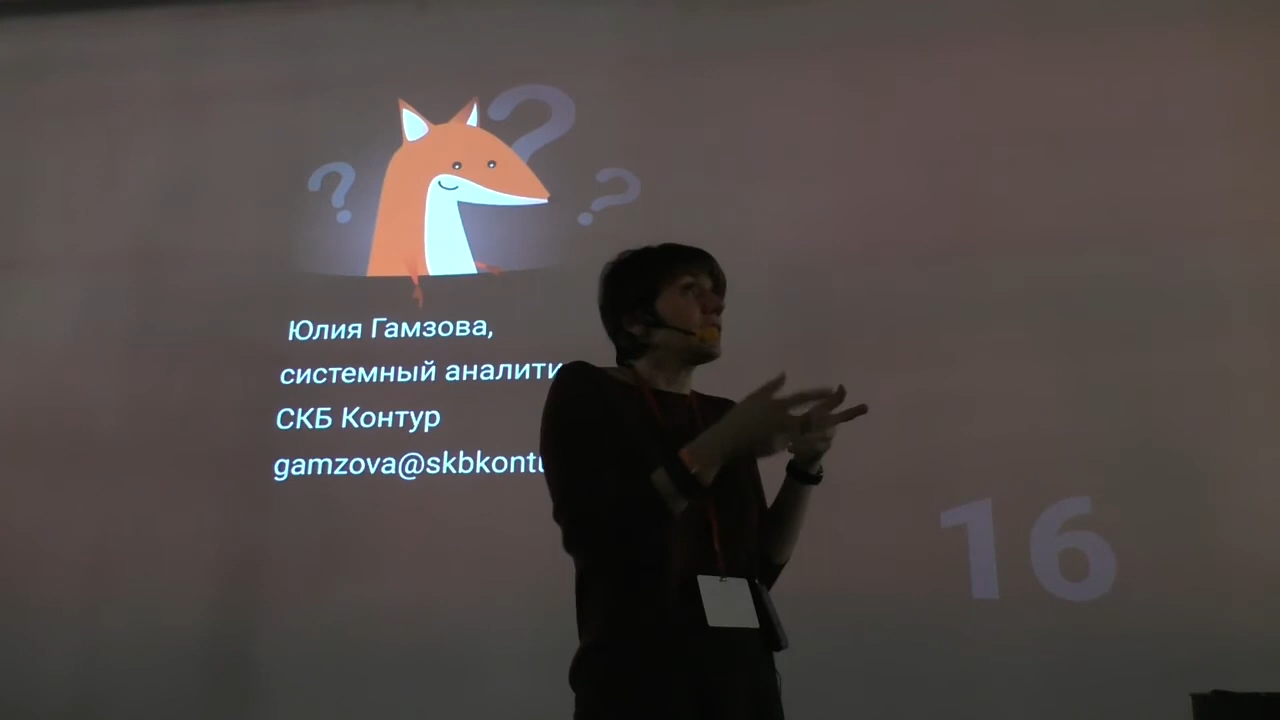 Юлия Гамзова,
системный аналити
СКБ Контур
gamzova@skbkont
16